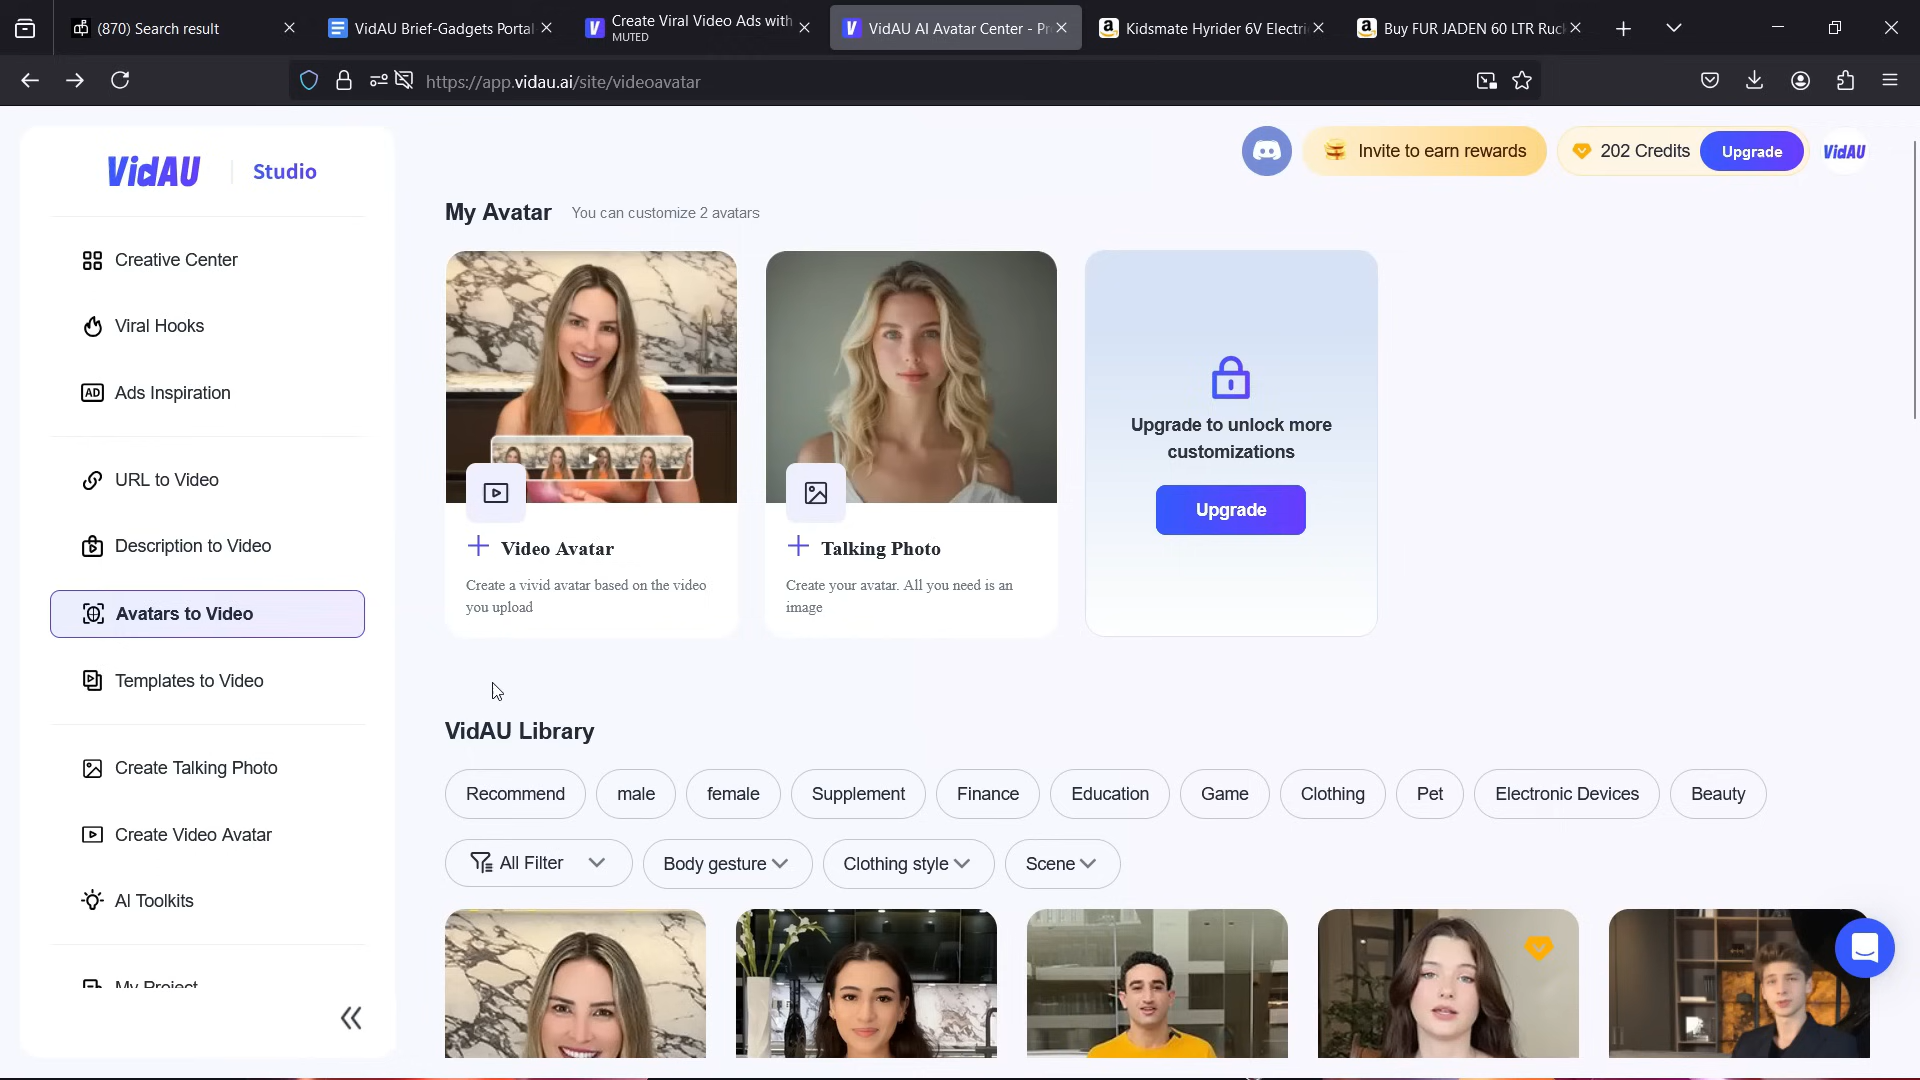 (870) Search result
VidAU Brief-Gadgets Portal
Create Viral Video Ads with
MUTED
VidAU AI Avatar Center - Pr
Kidsmate Hyrider 6V Electri
Buy FUR JADEN 60 LTR Ruck
https://app.vidau.ai/site/videoavatar
VidAU
Studio
Invite to earn rewards
202 Credits
Upgrade
VidAU
Creative Center
Viral Hooks
AD
Ads Inspiration
URL to Video
Description to Video
Avatars to Video
Templates to Video
Create Talking Photo
Create Video Avatar
AI Toolkits
My Project
My Avatar
You can customize 2 avatars
Video Avatar
Create a vivid avatar based on the video
you upload
Talking Photo
Create your avatar. All you need is an
image
Upgrade to unlock more
customizations
Upgrade
VidAU Library
Recommend
male
female
Supplement
Finance
Education
Game
Clothing
Pet
Electronic Devices
Beauty
All Filter
Body gesture
Clothing style
Scene